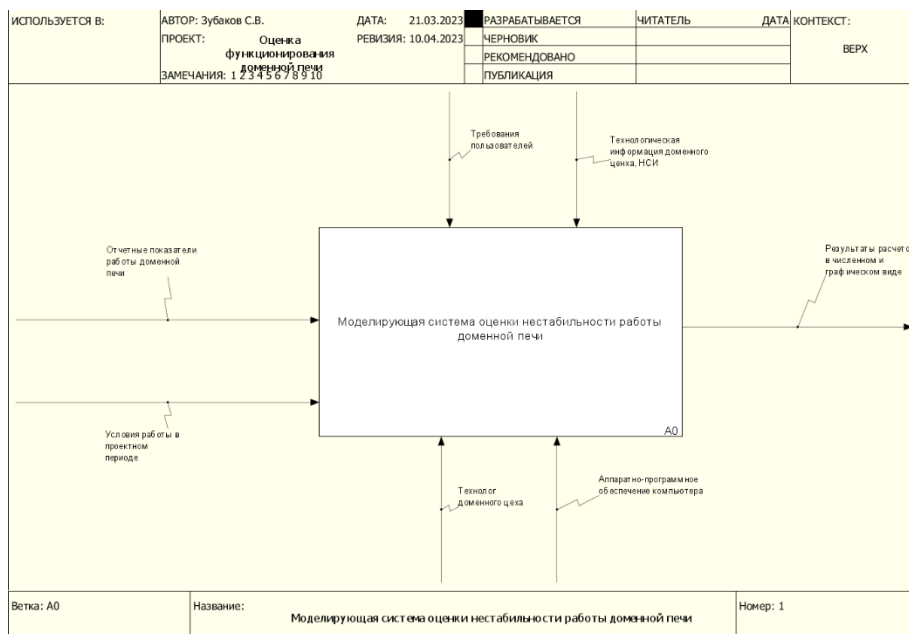 ИСПОЛЬЗУЕТСЯ В:
АВТОР: Зубаков С.В.
ДАТА: 21.03.2023
РАЗРАБАТЫВАЕТСЯ
ЧИТАТЕЛЬ
ДАТА
КОНТЕКСТ:
ПРОЕКТ: Оценка
функционирования
доменной печи
РЕВИЗИЯ: 10.04.2023
ЧЕРНОВИК
ВЕРХ
РЕКОМЕНДОВАНО
ЗАМЕЧАНИЯ: 1 2 3 4 5 6 7 8 9 10
ПУБЛИКАЦИЯ
Требования
пользователей
Технологическая
информация доменного
ценха, НСИ
Отчетные показатели
работы доменной
печи
Результаты расчето
в численном и
графическом виде
Моделирующая система оценки нестабильности работы
доменной печи
A0
Условия работы в
проектном
периоде
Технолог
доменного цеха
Аппаратно-программное
обеспечение компьютера
Ветка: A0
Название:
Моделирующая система оценки нестабильности работы доменной печи
Номер: 1